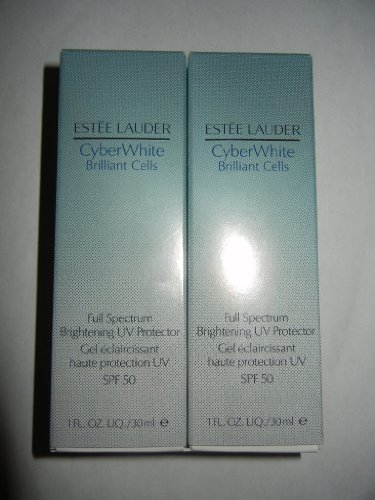 ESTĒE LAUDER
CyberWhite
Brilliant Cells
Full Spectrum
Brightening UV Protector
Gel éclaircissant
haute protection UV
SPF 50
1 FL. OZ. LIQ./30ml e
ESTĒE LAUDER
CyberWhite
Brilliant Cells
Full Spectrum
Brightening UV Protector
Gel éclaircissant
haute protection UV
SPF 50
1 FL. OZ. LIQ./30ml e